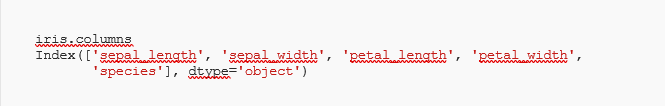 iris.columns
Index(['sepal_length', 'sepal_width', 'petal_length', 'petal_width',
'species'], dtype='object')